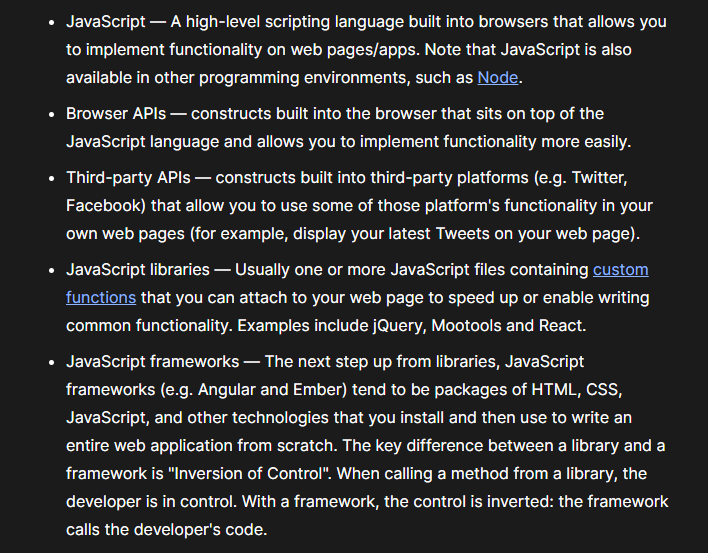 • JavaScript — A high-level scripting language built into browsers that allows you
to implement functionality on web pages/apps. Note that JavaScript is also
available in other programming environments, such as Node.
• Browser APIs — constructs built into the browser that sits on top of the
JavaScript language and allows you to implement functionality more easily.
• Third-party APIs — constructs built into third-party platforms (e.g. Twitter,
Facebook) that allow you to use some of those platform's functionality in your
own web pages (for example, display your latest Tweets on your web page).
• JavaScript libraries — Usually one or more JavaScript files containing custom
functions that you can attach to your web page to speed up or enable writing
common functionality. Examples include jQuery, Mootools and React.
• JavaScript frameworks — The next step up from libraries, JavaScript
frameworks (e.g. Angular and Ember) tend to be packages of HTML, CSS,
JavaScript, and other technologies that you install and then use to write an
entire web application from scratch. The key difference between a library and a
framework is "Inversion of Control". When calling a method from a library, the
developer is in control. With a framework, the control is inverted: the framework
calls the developer's code.